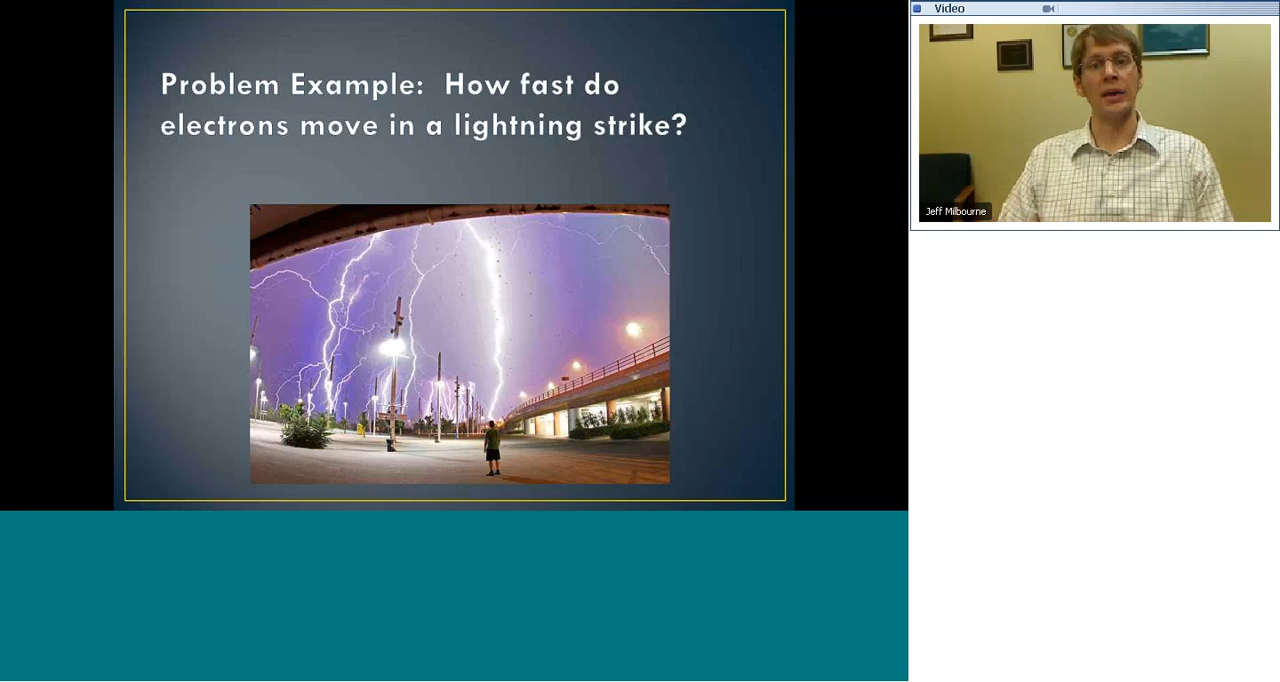 Problem Example: How fast do
electrons move in a lightning strike?
Video
Jeff Milbourne